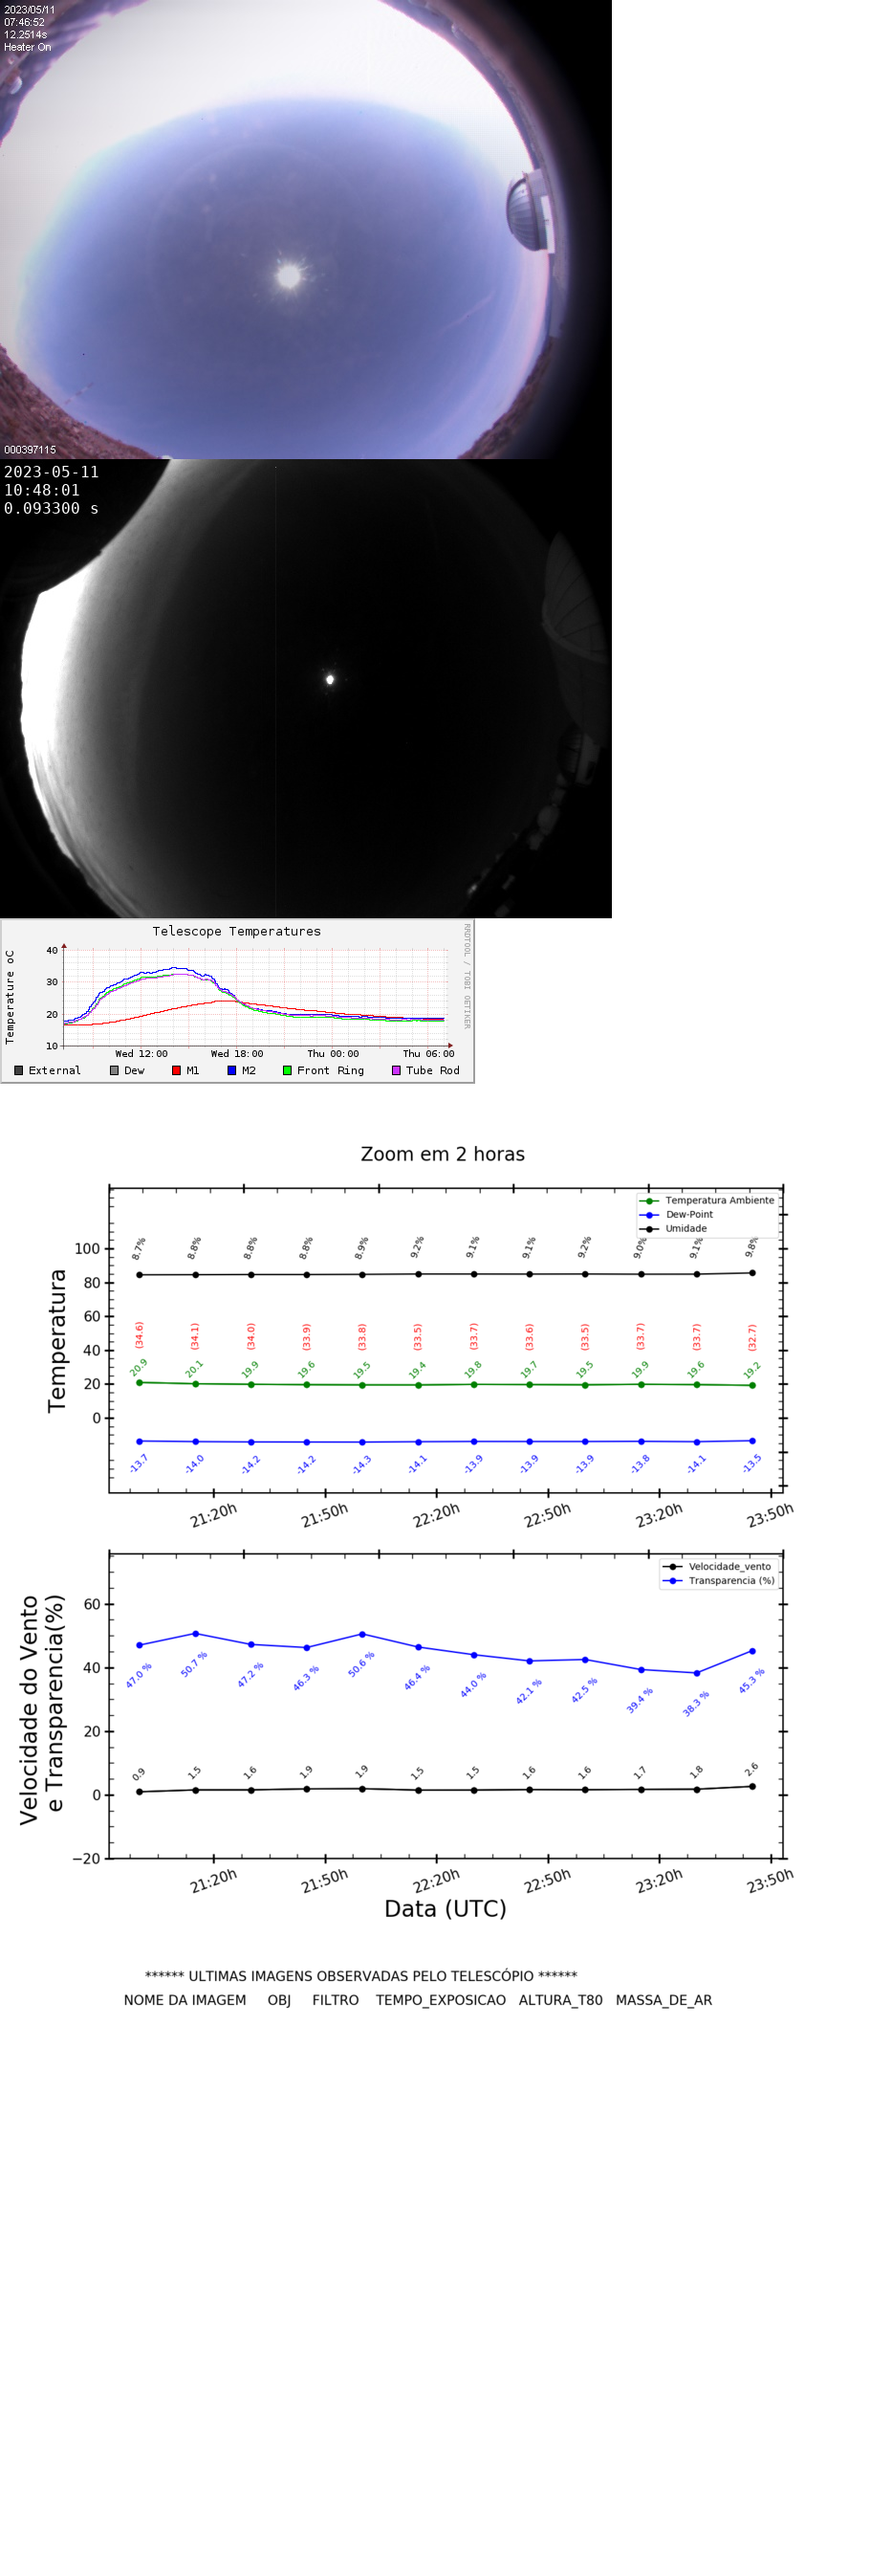 2023/05/11
07:46:52
12.2514s
Heater On
000397115
2023-05-11
10:48:01
0.093300 s
Telescope Temperatures
RRDTOOL / TOBI OETIKER
Temperature oC
40
30
20
10
Wed 12:00 Wed 18:00 Thu 00:00 Thu 06:00
External Dew M1 M2 Front Ring Tube Rod
Zoom em 2 horas
Temperatura Ambiente
Dew-Point
Umidade
Temperatura
100
80
60
40
20
0
8.7% 8.8% 8.8% 8.8% 8.9% 9.2% 9.1% 9.1% 9.2% 9.0% 9.1% 9.8%
(34.6) (34.1) (34.0) (33.9) (33.8) (33.5) (33.7) (33.6) (33.5) (33.7) (33.7) (32.7)
20.9 20.1 19.9 19.6 19.5 19.4 19.8 19.7 19.5 19.9 19.6 19.2
-13.7 -14.0 -14.2 -14.2 -14.3 -14.1 -13.9 -13.9 -13.9 -13.8 -14.1 -13.5
21:20h 21:50h 22:20h 22:50h 23:20h 23:50h
Velocidade_vento
Transparencia (%)
Velocidade do Vento
e Transparencia(%)
60
40
20
0
−20
47.0 % 50.7 % 47.2 % 46.3 % 50.6 % 46.4 % 44.0 % 42.1 % 42.5 % 39.4 % 38.3 % 45.3 %
0.9 1.5 1.6 1.9 1.9 1.5 1.5 1.6 1.6 1.7 1.8 2.6
21:20h 21:50h 22:20h 22:50h 23:20h 23:50h
Data (UTC)
****** ULTIMAS IMAGENS OBSERVADAS PELO TELESCÓPIO ******
NOME DA IMAGEM OBJ FILTRO TEMPO_EXPOSICAO ALTURA_T80 MASSA_DE_AR